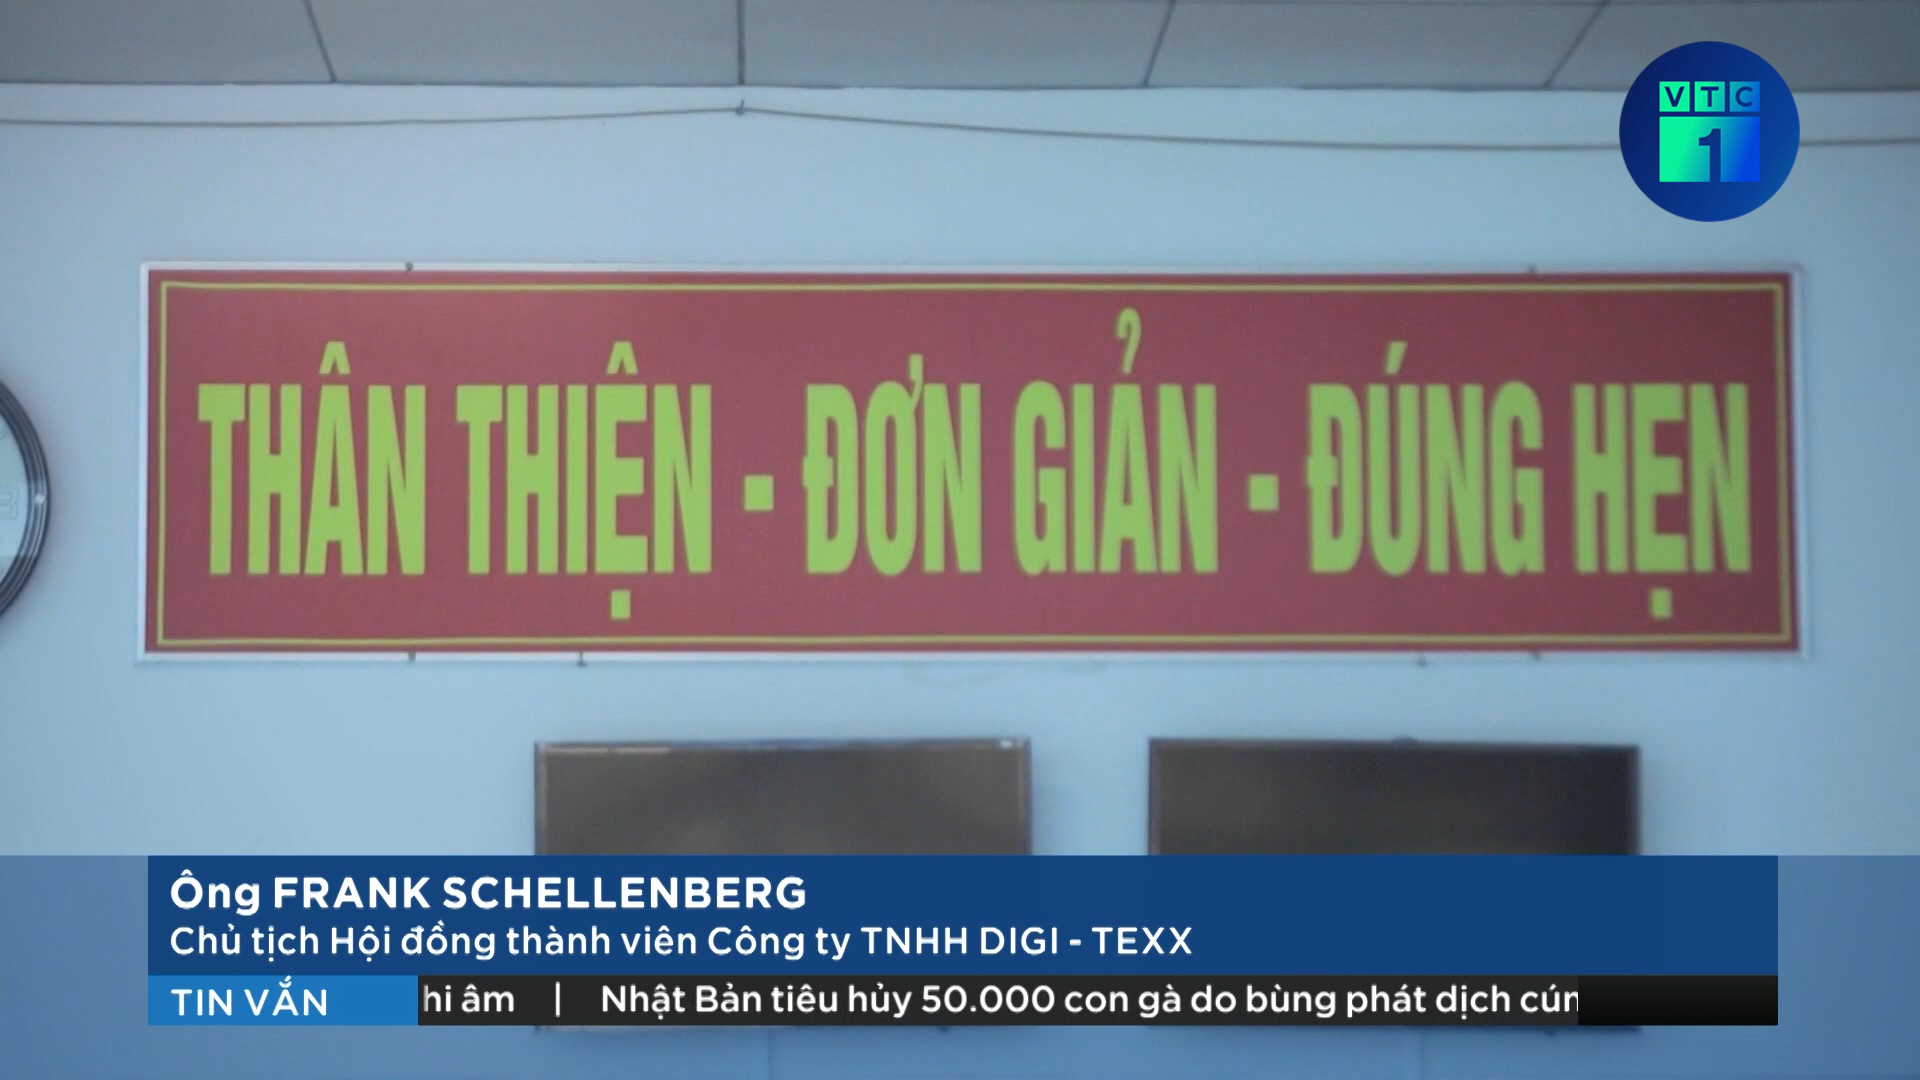 VTC
1
THÂN THIỆN - ĐƠN GIẢN - ĐÚNG HẸN
Ông FRANK SCHELLENBERG
Chủ tịch Hội đồng thành viên Công ty TNHH DIGI - TEXX
TIN VẮN
hi âm | Nhật Bản tiêu hủy 50.000 con gà do bùng phát dịch cúm